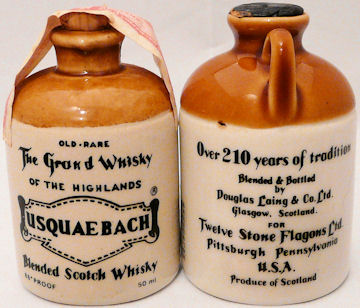 OLD-RARE
The Grand Whisky
OF THE HIGHLANDS
USQUAEBACH®
Blended Scotch Whisky
PROOF 50 ml
Over 210 years of tradition
Blended & Bottled
by
Douglas Laing & Co. Ltd.
Glasgow, Scotland.
FOR
Twelve Stone Flagons Ltd.
Pittsburgh Pennsylvania
U.S.A.
Produce of Scotland